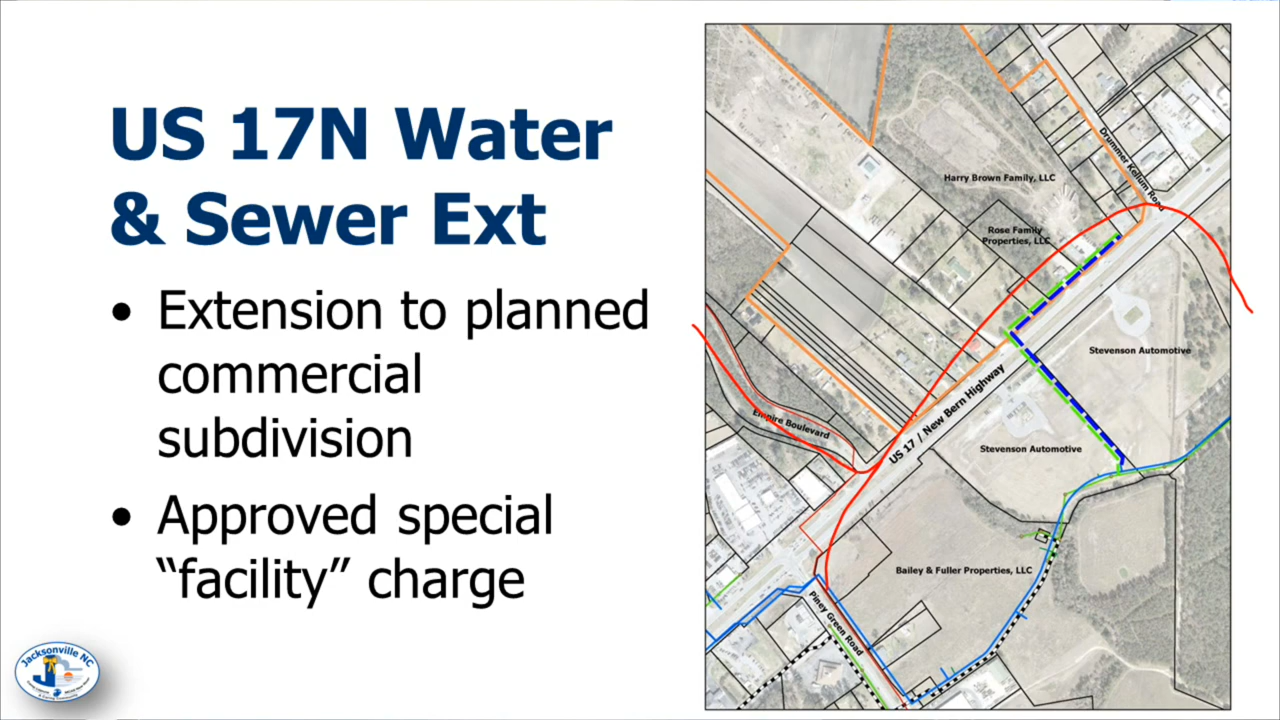 US 17N Water
& Sewer Ext
• Extension to planned
commercial
subdivision
• Approved special
“facility” charge
Drummer Kellum Road
Harry Brown Family, LLC
Rose Family
Properties, LLC
Stevenson Automotive
US 17 / New Bern Highway
Empire Boulevard
Stevenson Automotive
Bailey & Fuller Properties, LLC
Piney Green Road
Jacksonville NC